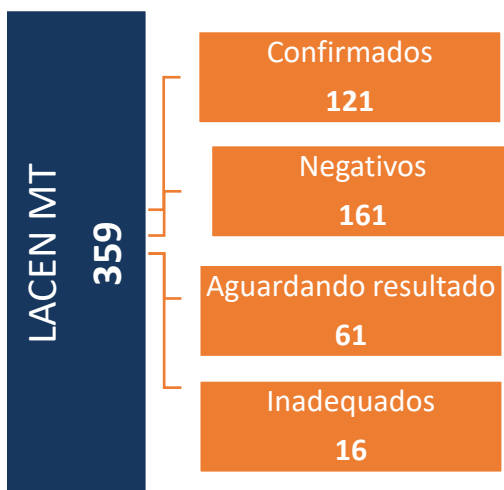 LACEN MT
359
Confirmados
121
Negativos
161
Aguardando resultado
61
Inadequados
16